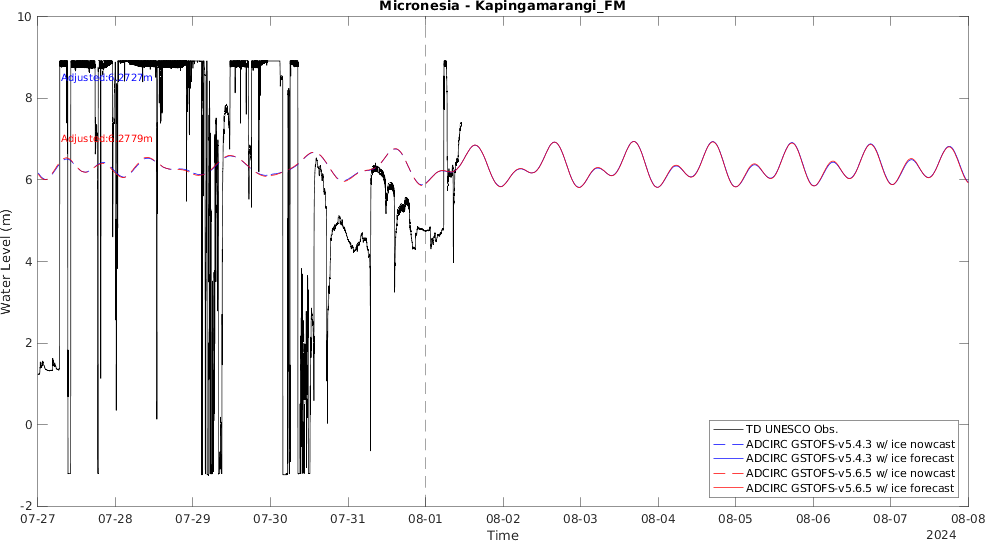 Micronesia - Kapingamarangi_FM
10
8
6
4
2
0
-2
Water Level (m)
Adjusted:6.2727m
Adjusted:6.2779m
TD UNESCO Obs.
ADCIRC GSTOFS-v5.4.3 w/ ice nowcast
ADCIRC GSTOFS-v5.4.3 w/ ice forecast
ADCIRC GSTOFS-v5.6.5 w/ ice nowcast
ADCIRC GSTOFS-v5.6.5 w/ ice forecast
07-27 07-28 07-29 07-30 07-31 08-01 08-02 08-03 08-04 08-05 08-06 08-07 08-08
Time
2024